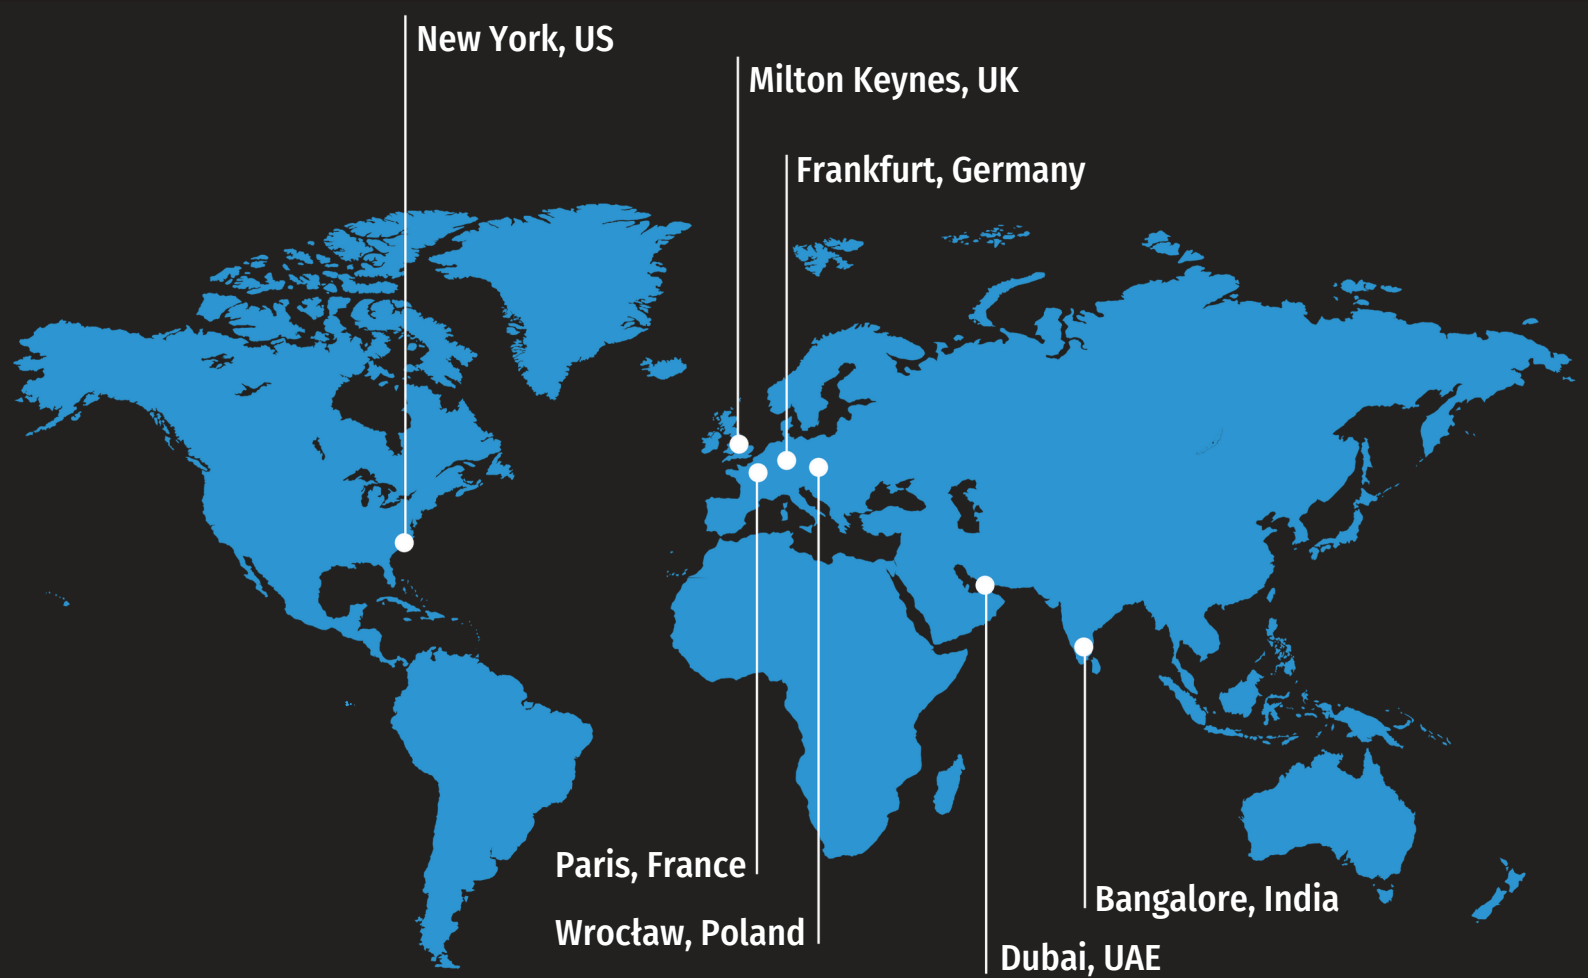 New York, US
Milton Keynes, UK
Frankfurt, Germany
Paris, France
Bangalore, India
Wrocław, Poland
Dubai, UAE